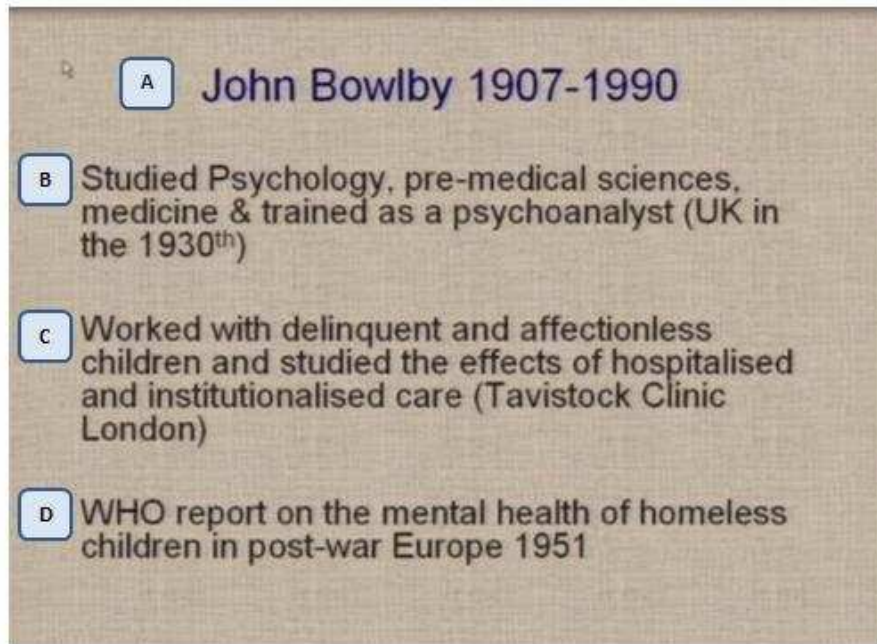 A John Bowlby 1907-1990
B Studied Psychology, pre-medical sciences,
medicine & trained as a psychoanalyst (UK in
the 1930th)
C Worked with delinquent and affectionless
children and studied the effects of hospitalised
and institutionalised care (Tavistock Clinic
London)
D WHO report on the mental health of homeless
children in post-war Europe 1951